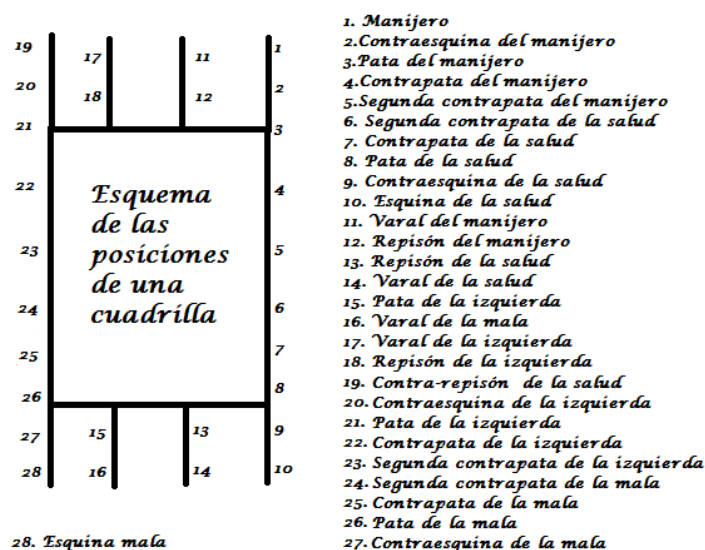 19
17
11
1
20
18
12
2
21
3
22
4
23
5
24
6
25
7
26
8
27
15
13
9
28
16
14
10
Esquema
de las
posiciones
de una
cuadrilla
28. Esquina mala
1. Manijero
2.Contraesquina del manijero
3.Pata del manijero
4.Contrapata del manijero
5.Segunda contrapata del manijero
6. Segunda contrapata de la salud
7. Contrapata de la salud
8. Pata de la salud
9. Contraesquina de la salud
10. Esquina de la salud
11. Varal del manijero
12. Repisón del manijero
13. Repisón de la salud
14. Varal de la salud
15. Pata de la izquierda
16. Varal de la mala
17. Varal de la izquierda
18. Repisón de la izquierda
19. Contra-repisón de la salud
20. Contraesquina de la izquierda
21. Pata de la izquierda
22. Contrapata de la izquierda
23. Segunda contrapata de la izquierda
24. Segunda contrapata de la mala
25. Contrapata de la mala
26. Pata de la mala
27. Contraesquina de la mala